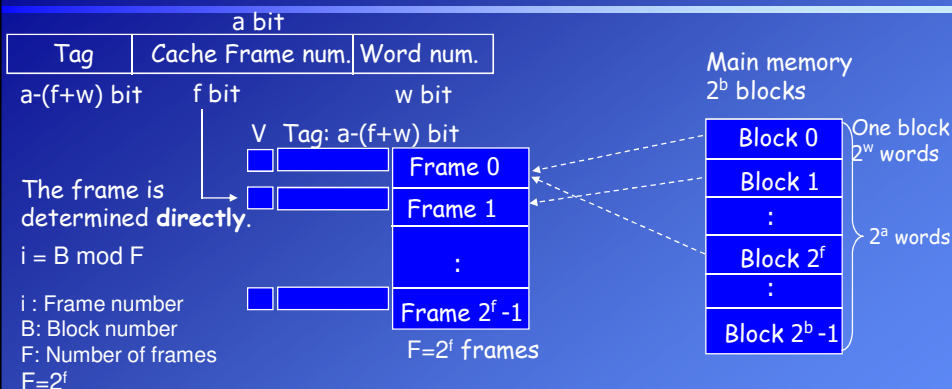 a bit
Tag Cache Frame num. Word num.
a-(f+w) bit f bit w bit
V Tag: a-(f+w) bit
Frame 0
Frame 1
:
Frame 2^f -1
F=2^f frames
The frame is
determined directly.
i = B mod F
i : Frame number
B: Block number
F: Number of frames
F=2^f
Main memory
2^b blocks
Block 0
Block 1
:
Block 2^f
:
Block 2^b -1
One block
2^w words
2^a words